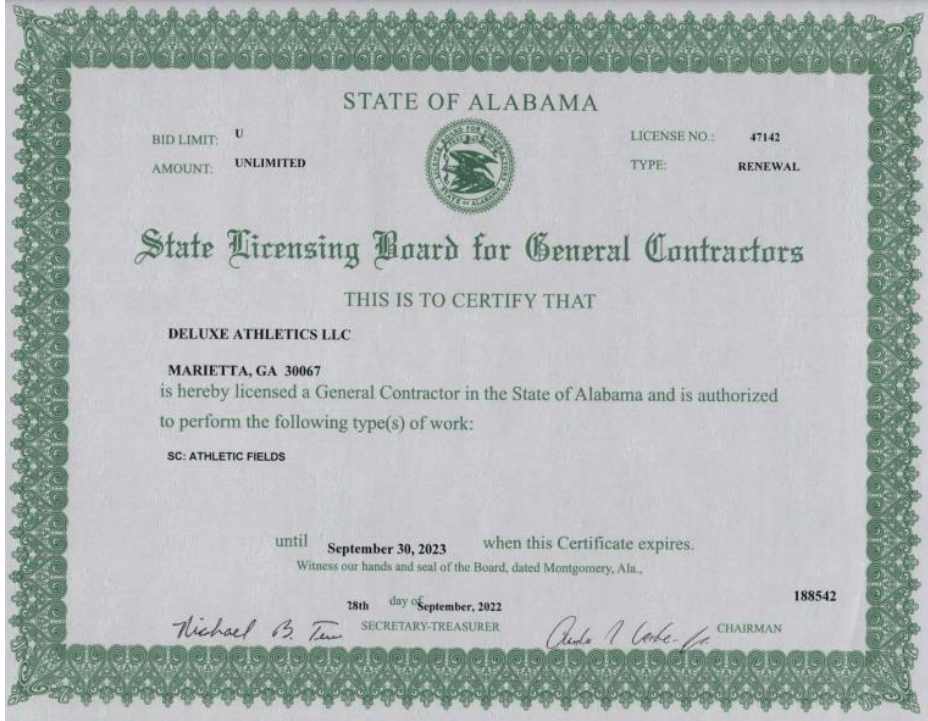 STATE OF ALABAMA
BID LIMIT: U
LICENSE NO.: 47142
AMOUNT: UNLIMITED
TYPE: RENEWAL
State Licensing Board for General Contractors
THIS IS TO CERTIFY THAT
DELUXE ATHLETICS LLC
MARIETTA, GA 30067
is hereby licensed a General Contractor in the State of Alabama and is authorized
to perform the following type(s) of work:
SC: ATHLETIC FIELDS
until September 30, 2023 when this Certificate expires.
Witness our hands and seal of the Board, dated Montgomery, Ala.,
28th day of September, 2022
188542
Michael B.
SECRETARY-TREASURER
CHAIRMAN